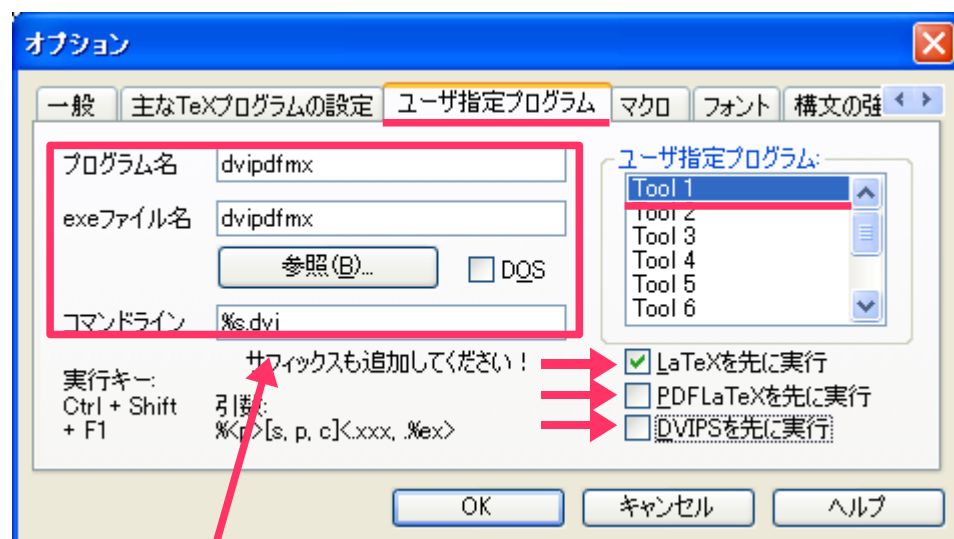 オプション
一般 主なTeXプログラムの設定 ユーザ指定プログラム マクロ フォント 構文の強
プログラム名 dvipdfmx
exeファイル名 dvipdfmx
参照(B)... DOS
コマンドライン %s.dvi
サフィックスも追加してください！
実行キー:
Ctrl + Shift
+ F1
引数:
%<p>[s, p, c]<.xxx, .%ex>
ユーザ指定プログラム:
Tool 1
Tool 2
Tool 3
Tool 4
Tool 5
Tool 6
LaTeXを先に実行
PDFLaTeXを先に実行
DVIPSを先に実行
OK キャンセル ヘルプ